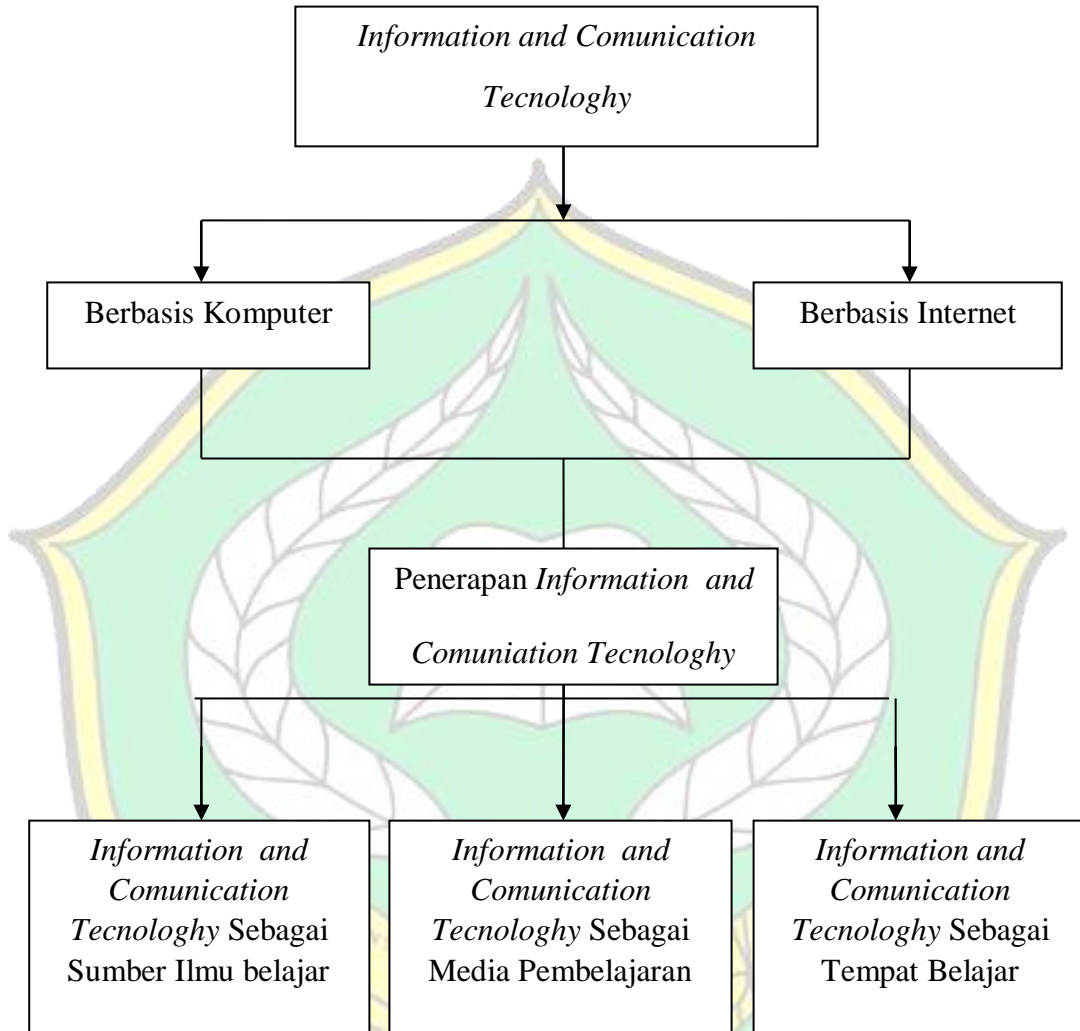 Information and Comunication
Tecnologhy
Berbasis Komputer
Berbasis Internet
Penerapan Information and
Comuniation Tecnologhy
Information and
Comunication
Tecnologhy Sebagai
Sumber Ilmu belajar
Information and
Comunication
Tecnologhy Sebagai
Media Pembelajaran
Information and
Comunication
Tecnologhy Sebagai
Tempat Belajar